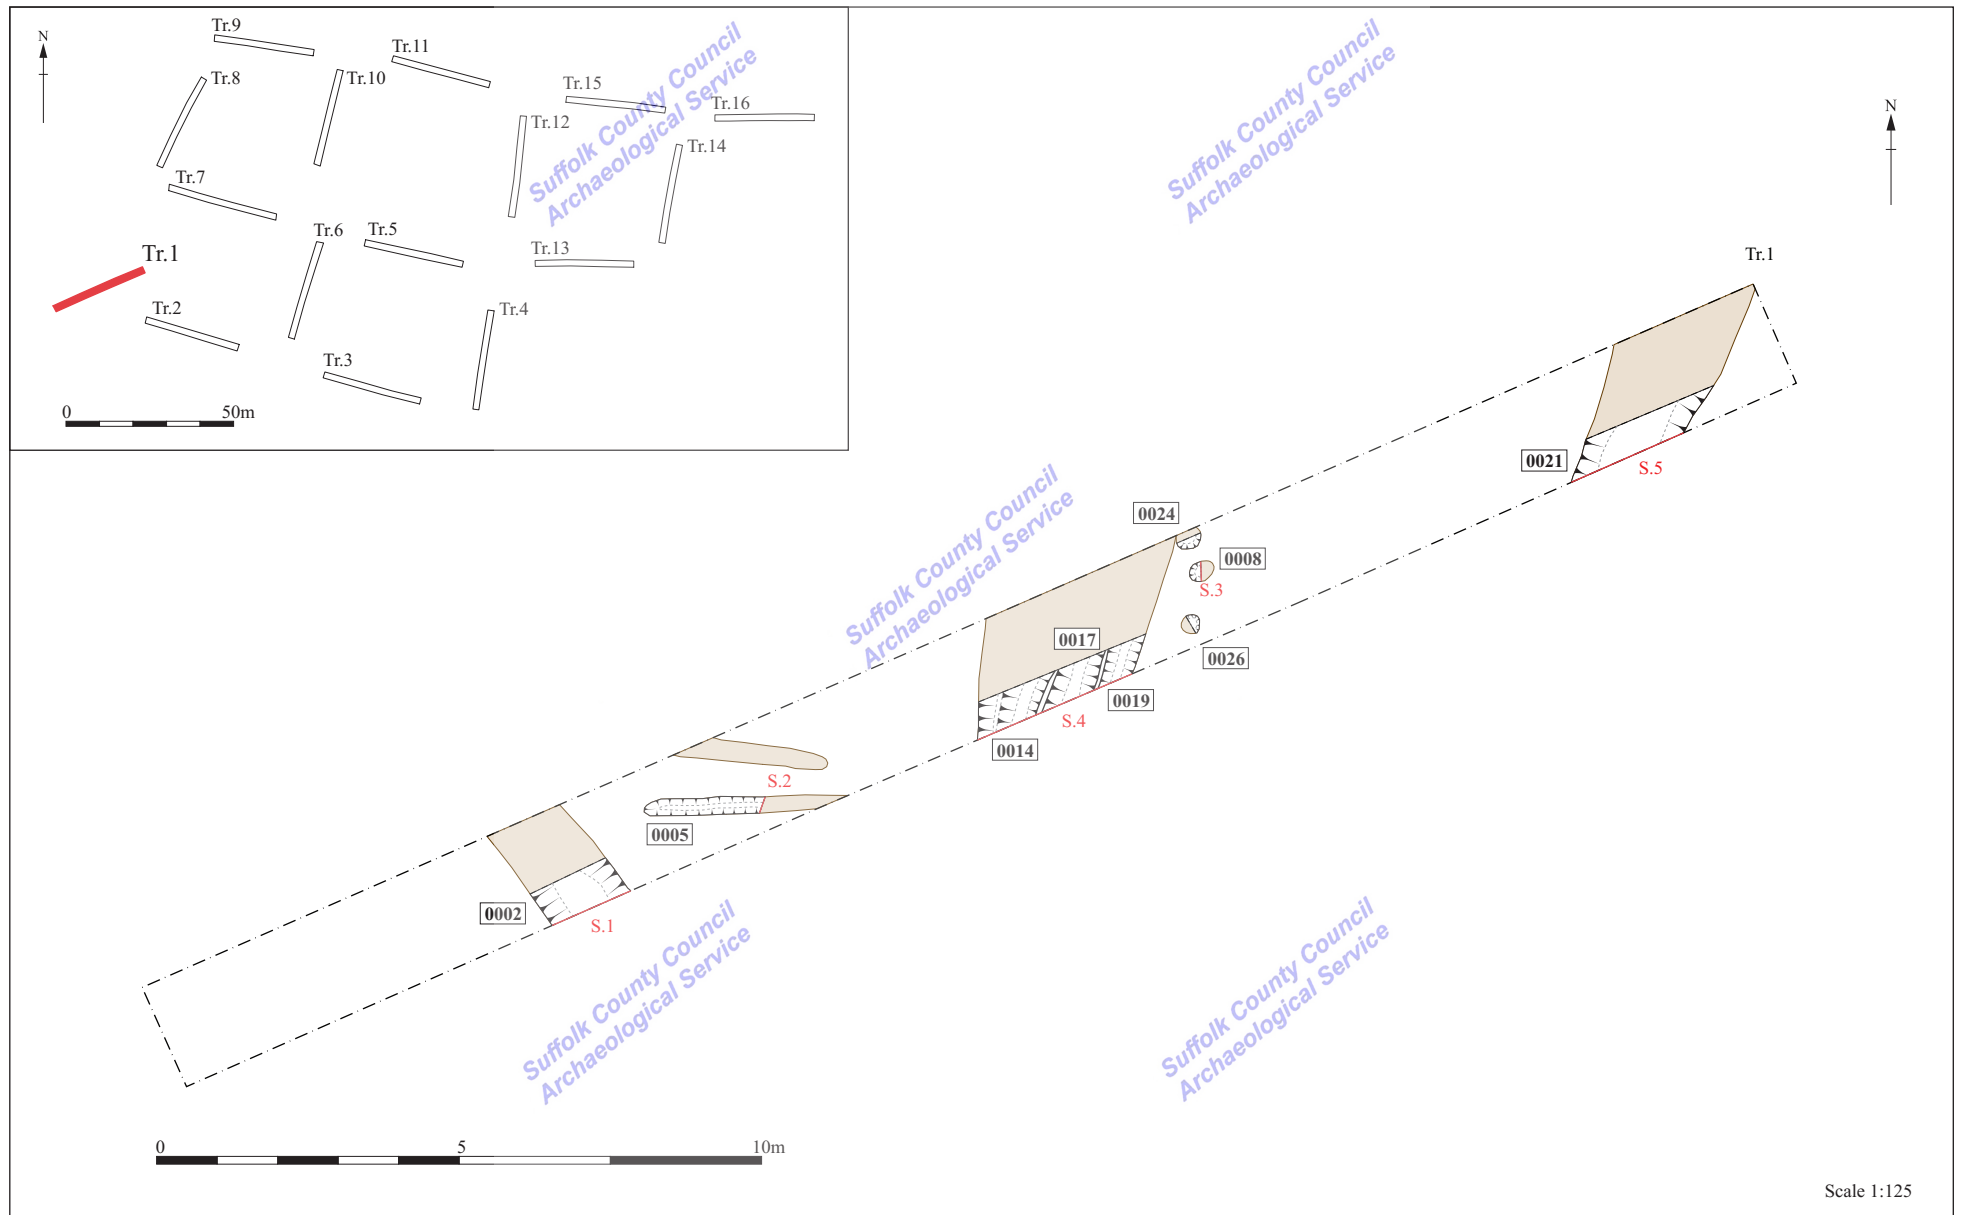 N
Tr.9
Tr.11
Tr.8
Tr.10
Tr.15
Tr.16
Tr.12
Tr.14
Tr.7
Tr.6
Tr.5
Tr.13
Tr.1
Tr.2
Tr.4
Tr.3
0
50m
Suffolk County Council
Archaeological Service
Suffolk County Council
Archaeological Service
N
Tr.1
0021
S.5
Suffolk County Council
Archaeological Service
0024
0008
S.3
0017
0026
0019
S.4
0014
S.2
0005
0002
S.1
Suffolk County Council
Archaeological Service
Suffolk County Council
Archaeological Service
0
5
10m
Scale 1:125